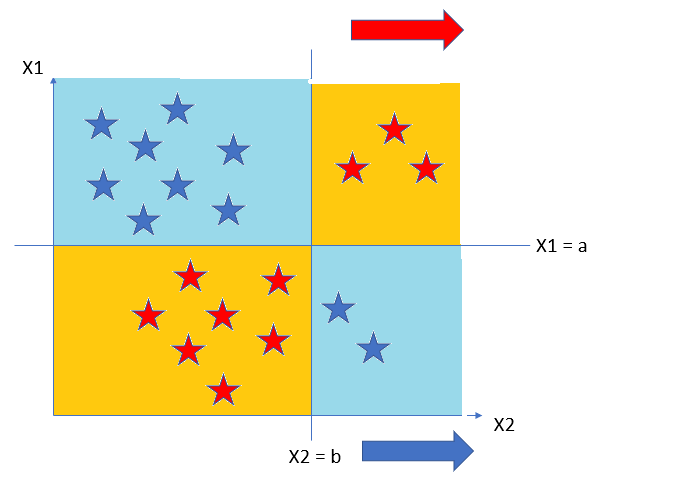 X1
X1 = a
X2
X2 = b